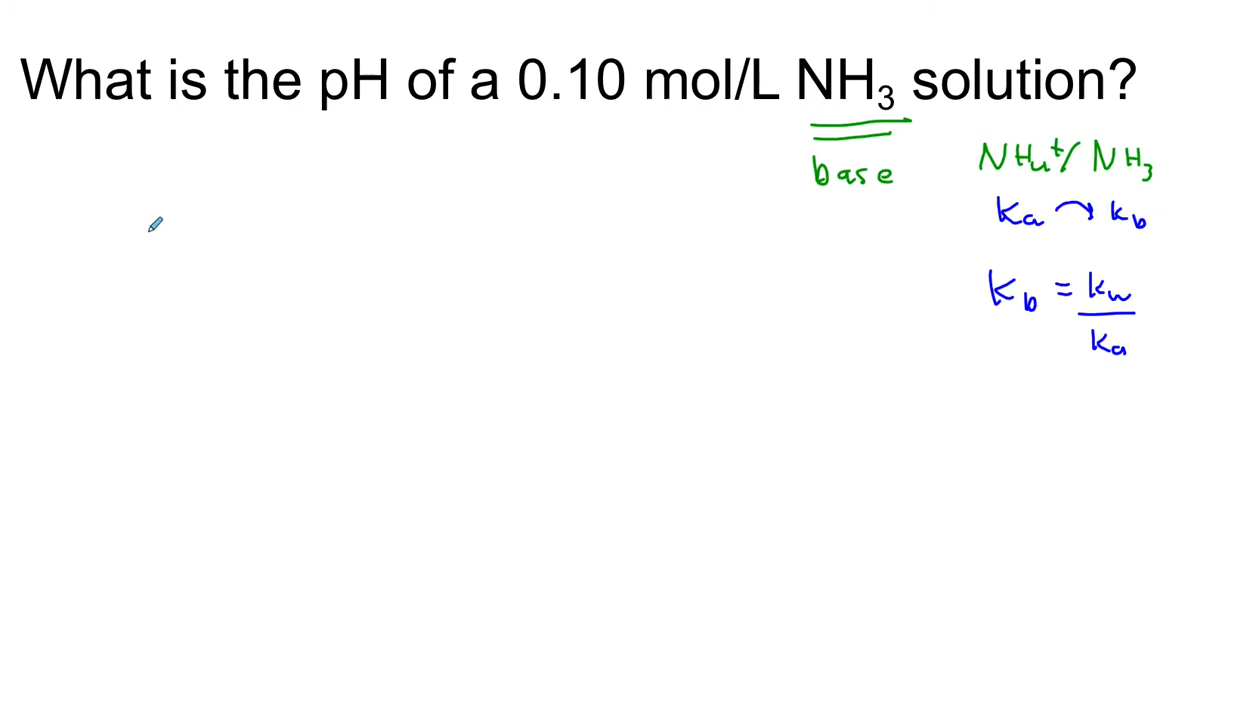 What is the pH of a 0.10 mol/L NH₃ solution?
base
NH₄⁺/NH₃
Ka → Kb
Kb = Kw
Ka